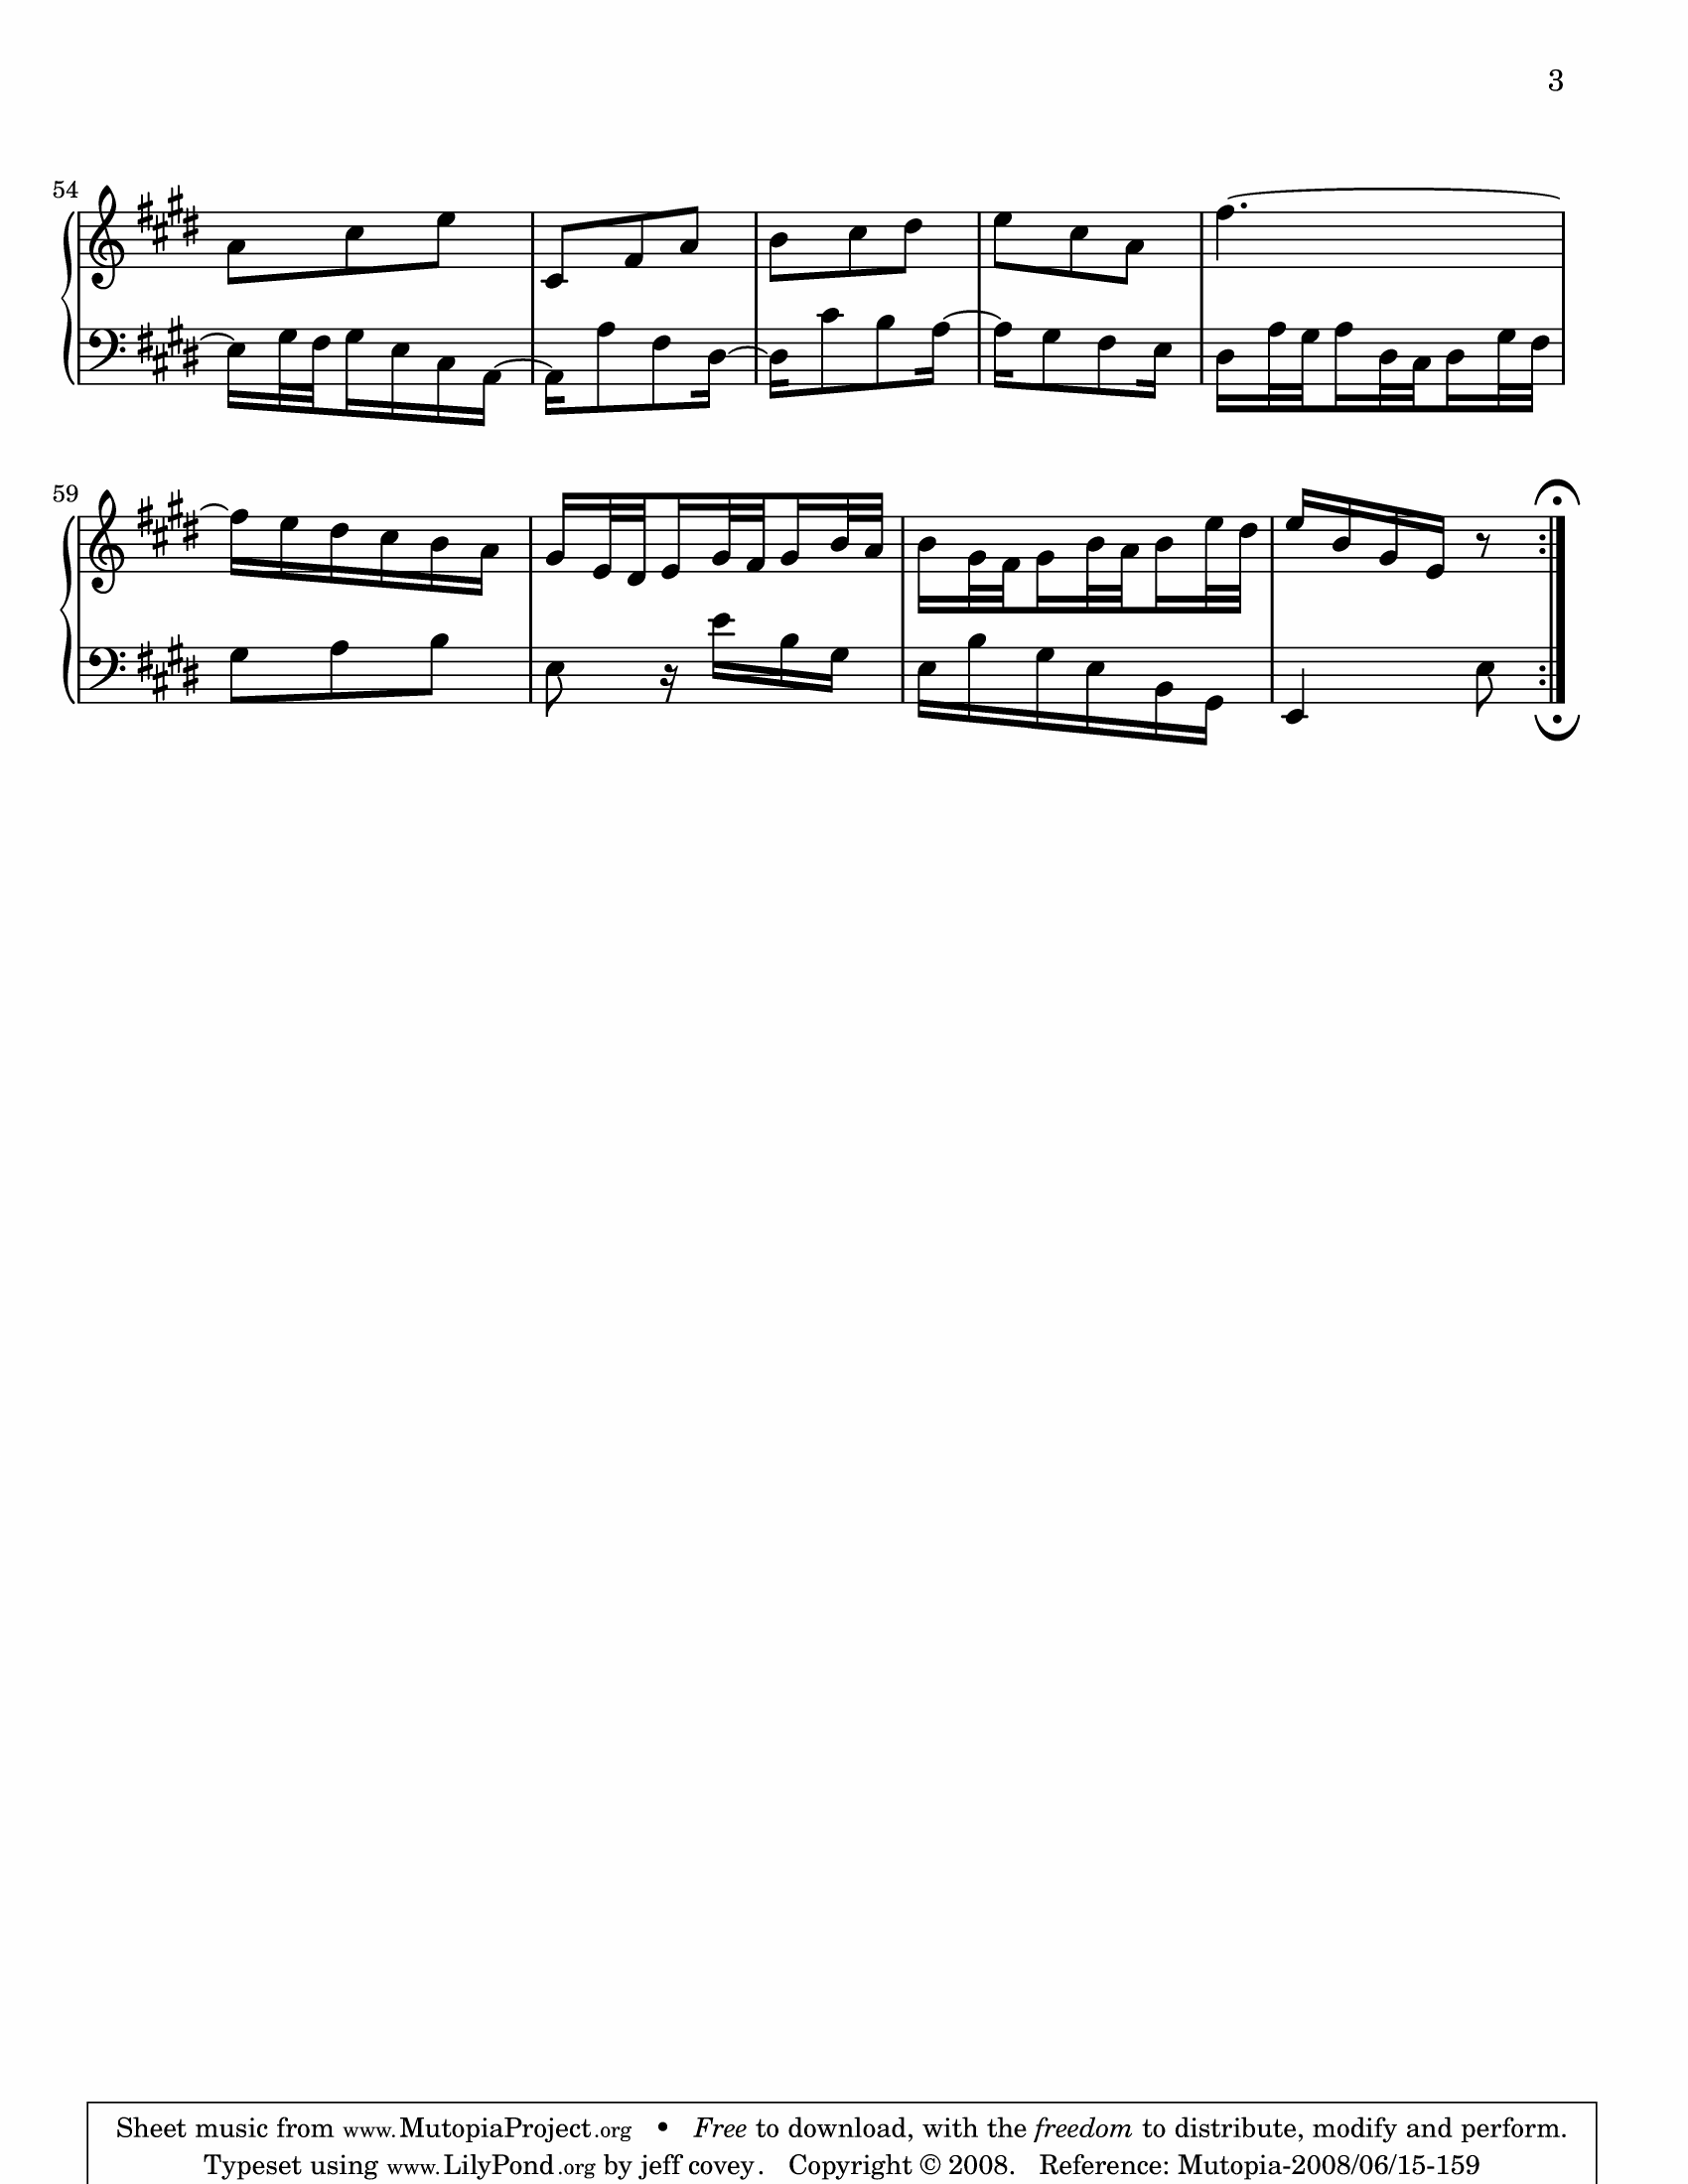 3
54
59
Sheet music from www.MutopiaProject.org • Free to download, with the freedom to distribute, modify and perform.
Typeset using www.LilyPond.org by jeff covey. Copyright © 2008. Reference: Mutopia-2008/06/15-159